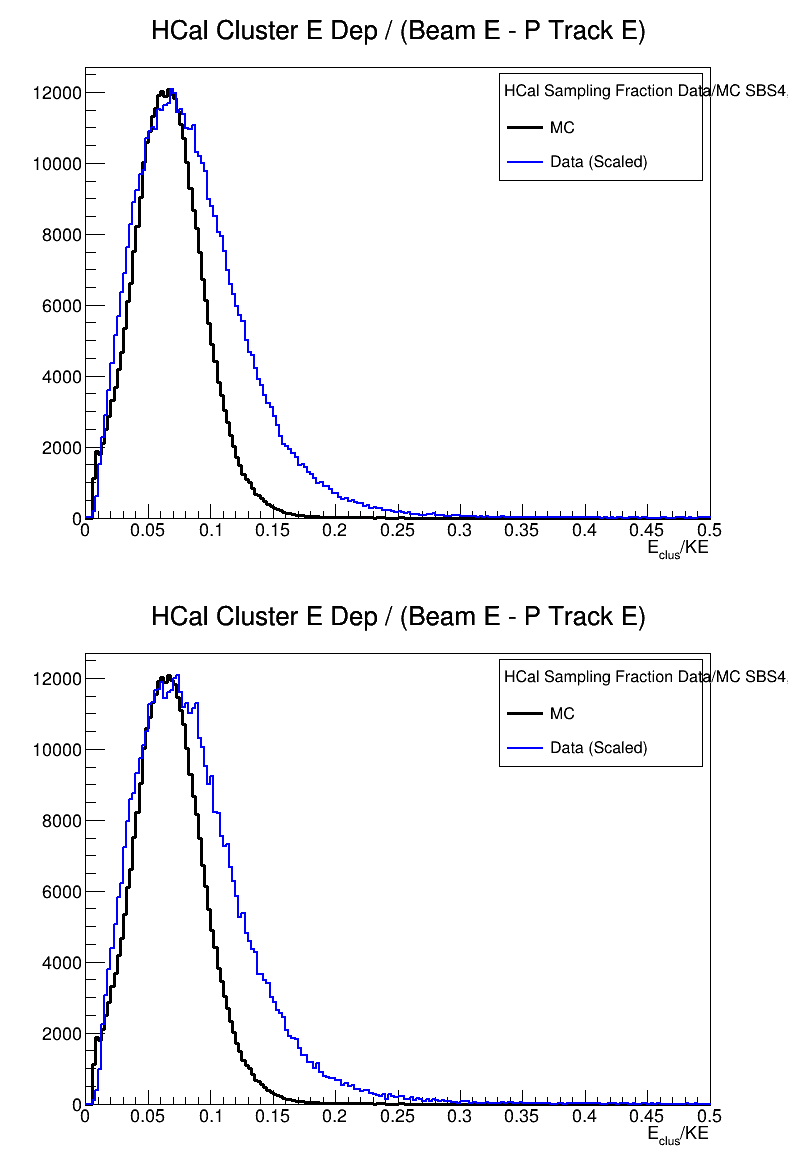 HCal Cluster E Dep / (Beam E - P Track E)
HCal Sampling Fraction Data/MC SBS4,
MC
Data (Scaled)
12000
10000
8000
6000
4000
2000
0
0 0.05 0.1 0.15 0.2 0.25 0.3 0.35 0.4 0.45 0.5
E_clus/KE
HCal Cluster E Dep / (Beam E - P Track E)
HCal Sampling Fraction Data/MC SBS4,
MC
Data (Scaled)
12000
10000
8000
6000
4000
2000
0
0 0.05 0.1 0.15 0.2 0.25 0.3 0.35 0.4 0.45 0.5
E_clus/KE